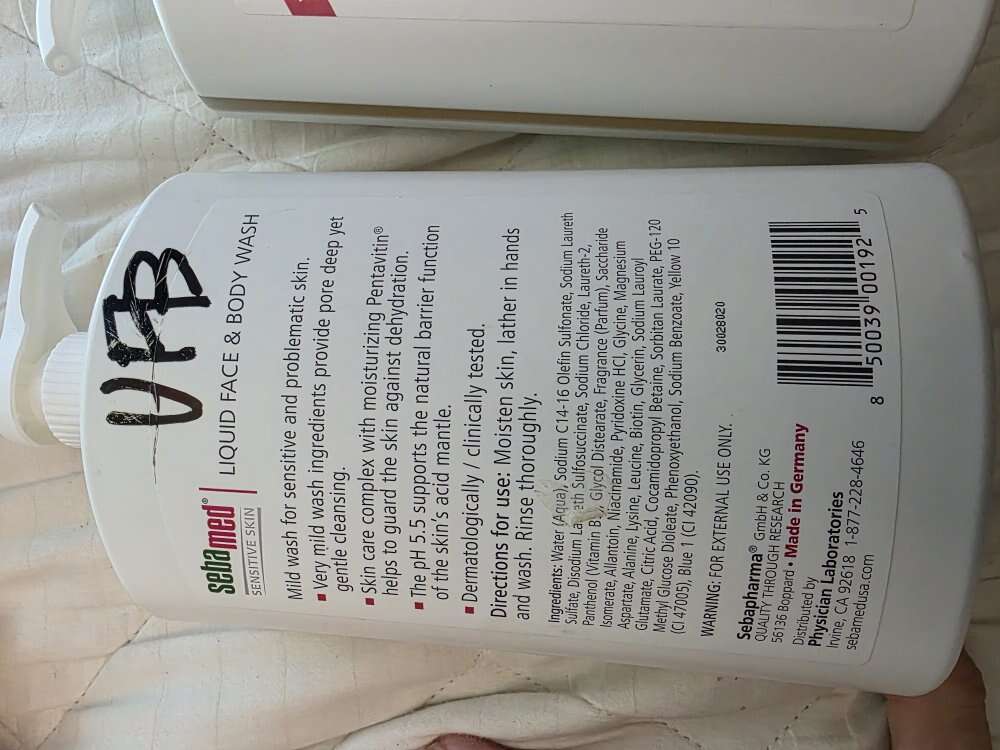 UFB
sebamed®
SENSITIVE SKIN
LIQUID FACE & BODY WASH
Mild wash for sensitive and problematic skin.
▪ Very mild wash ingredients provide pore deep yet
gentle cleansing.
▪ Skin care complex with moisturizing Pentavitin®
helps to guard the skin against dehydration.
▪ The pH 5.5 supports the natural barrier function
of the skin's acid mantle.
▪ Dermatologically / clinically tested.
Directions for use: Moisten skin, lather in hands
and wash. Rinse thoroughly.
Ingredients: Water (Aqua), Sodium C14-16 Olefin Sulfonate, Sodium Laureth
Sulfate, Disodium Sulfosuccinate, Sodium Chloride, Laureth-2,
Panthenol (Vitamin B5), Glycol Distearate, Fragrance (Parfum), Saccharide
Isomerate, Allantoin, Niacinamide, Pyridoxine HCl, Glycine, Magnesium
Aspartate, Alanine, Lysine, Leucine, Biotin, Glycerin, Sodium Lauroyl
Glutamate, Citric Acid, Cocamidopropyl Betaine, Sorbitan Laurate, PEG-120
Methyl Glucose Dioleate, Phenoxyethanol, Sodium Benzoate, Yellow 10
(CI 47005), Blue 1 (CI 42090).
WARNING: FOR EXTERNAL USE ONLY.
30028020
Sebapharma® GmbH & Co. KG
QUALITY THROUGH RESEARCH
56136 Boppard • Made in Germany
Distributed by
Physician Laboratories
Irvine, CA 92618 1-877-228-4646
sebamedusa.com
8 50039 00192 5